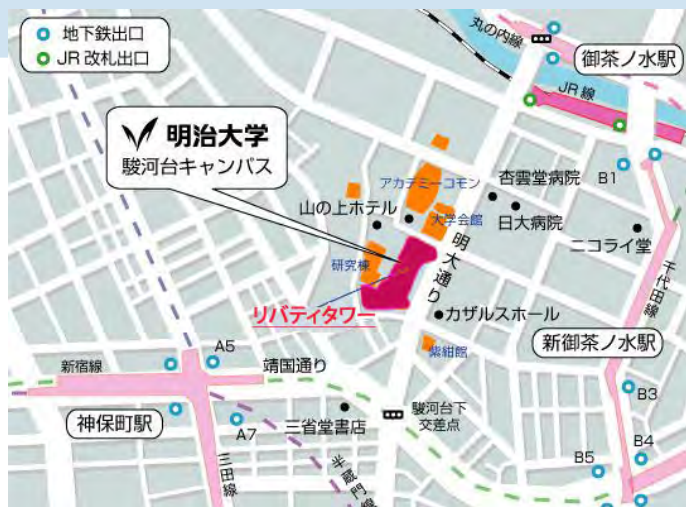 地下鉄出口
JR 改札出口
丸の内線
御茶ノ水駅
JR 線
明治大学
駿河台キャンパス
アカデミーコモン
杏雲堂病院
B1
山の上ホテル
大学会館
日大病院
ニコライ堂
研究棟
明大通り
千代田線
リバティタワー
カザルスホール
紫紺館
新御茶ノ水駅
新宿線
A5
靖国通り
B3
神保町駅
A7
三省堂書店
駿河台下
交差点
B4
B5
三田線
半蔵門線